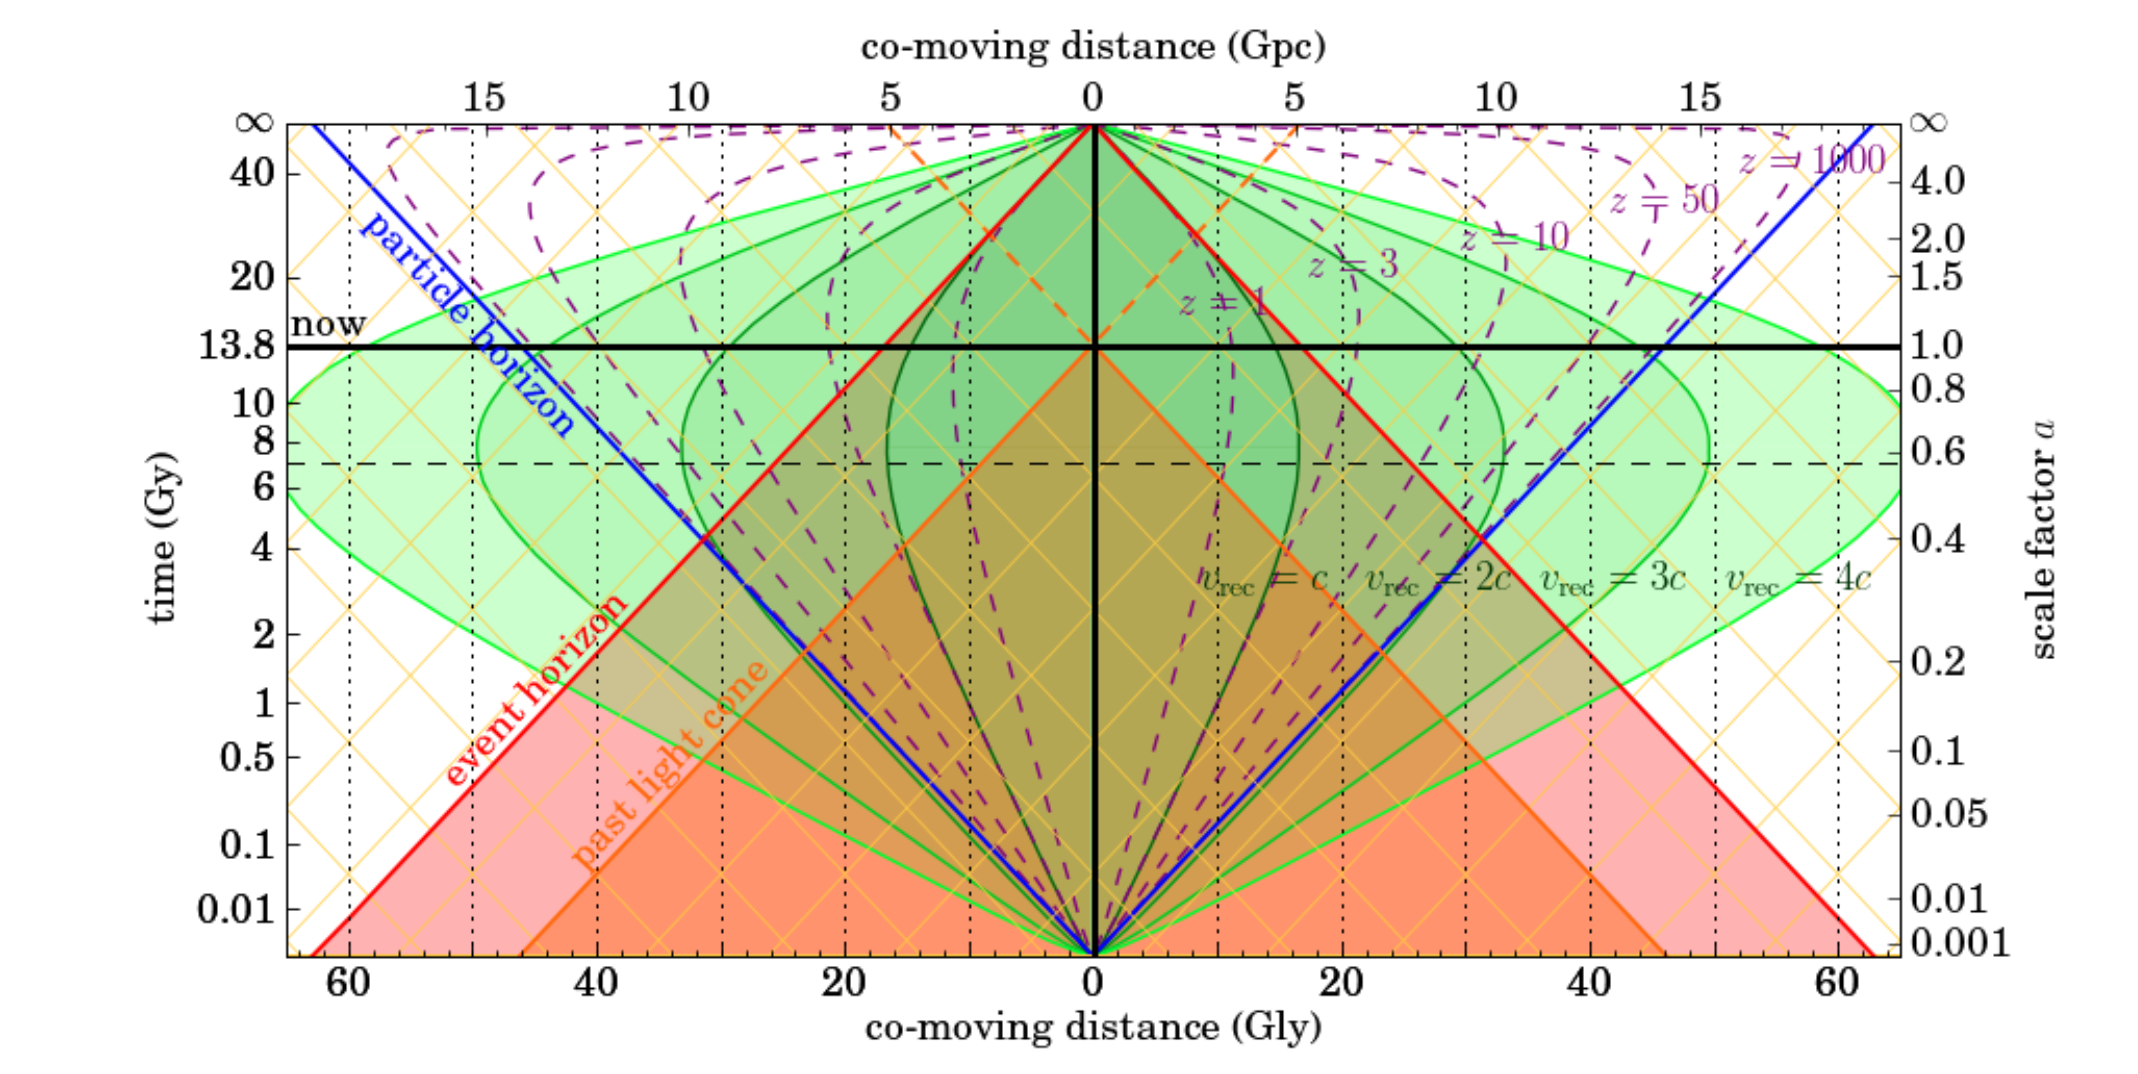 co-moving distance (Gpc)
15 10 5 0 5 10 15
∞ ∞
z = 1000
40 4.0
z = 50
particle horizon
z = 10 2.0
z = 3
20 1.5
z = 1
now
13.8 1.0
10 0.8
8 0.6
6
4 0.4
v_rec = c v_rec = 2c v_rec = 3c v_rec = 4c
time (Gy)
scale factor a
event horizon
2 0.2
past light cone
1
0.5 0.1
0.05
0.1
0.01 0.01
0.001
60 40 20 0 20 40 60
co-moving distance (Gly)